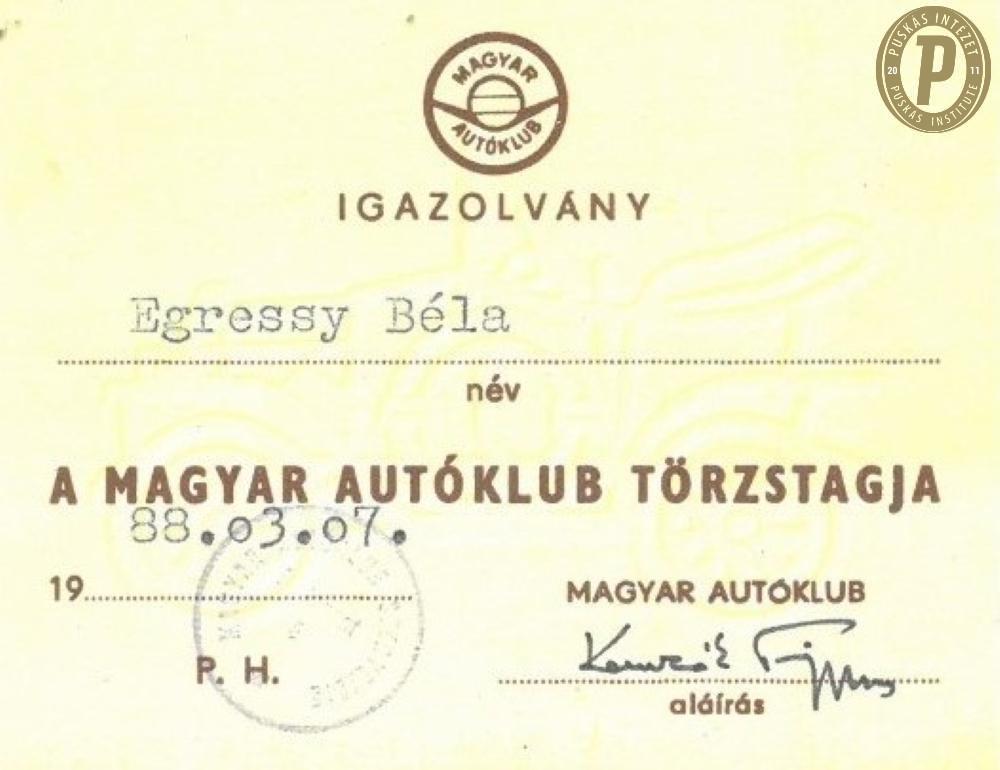 PUSKÁS INTÉZET
20 11
P
PUSKÁS INSTITUTE
MAGYAR
AUTÓKLUB
IGAZOLVÁNY
Egressy Béla
név
A MAGYAR AUTÓKLUB TÖRZSTAGJA
88.03.07.
19
MAGYAR AUTÓKLUB
P. H.
aláírás